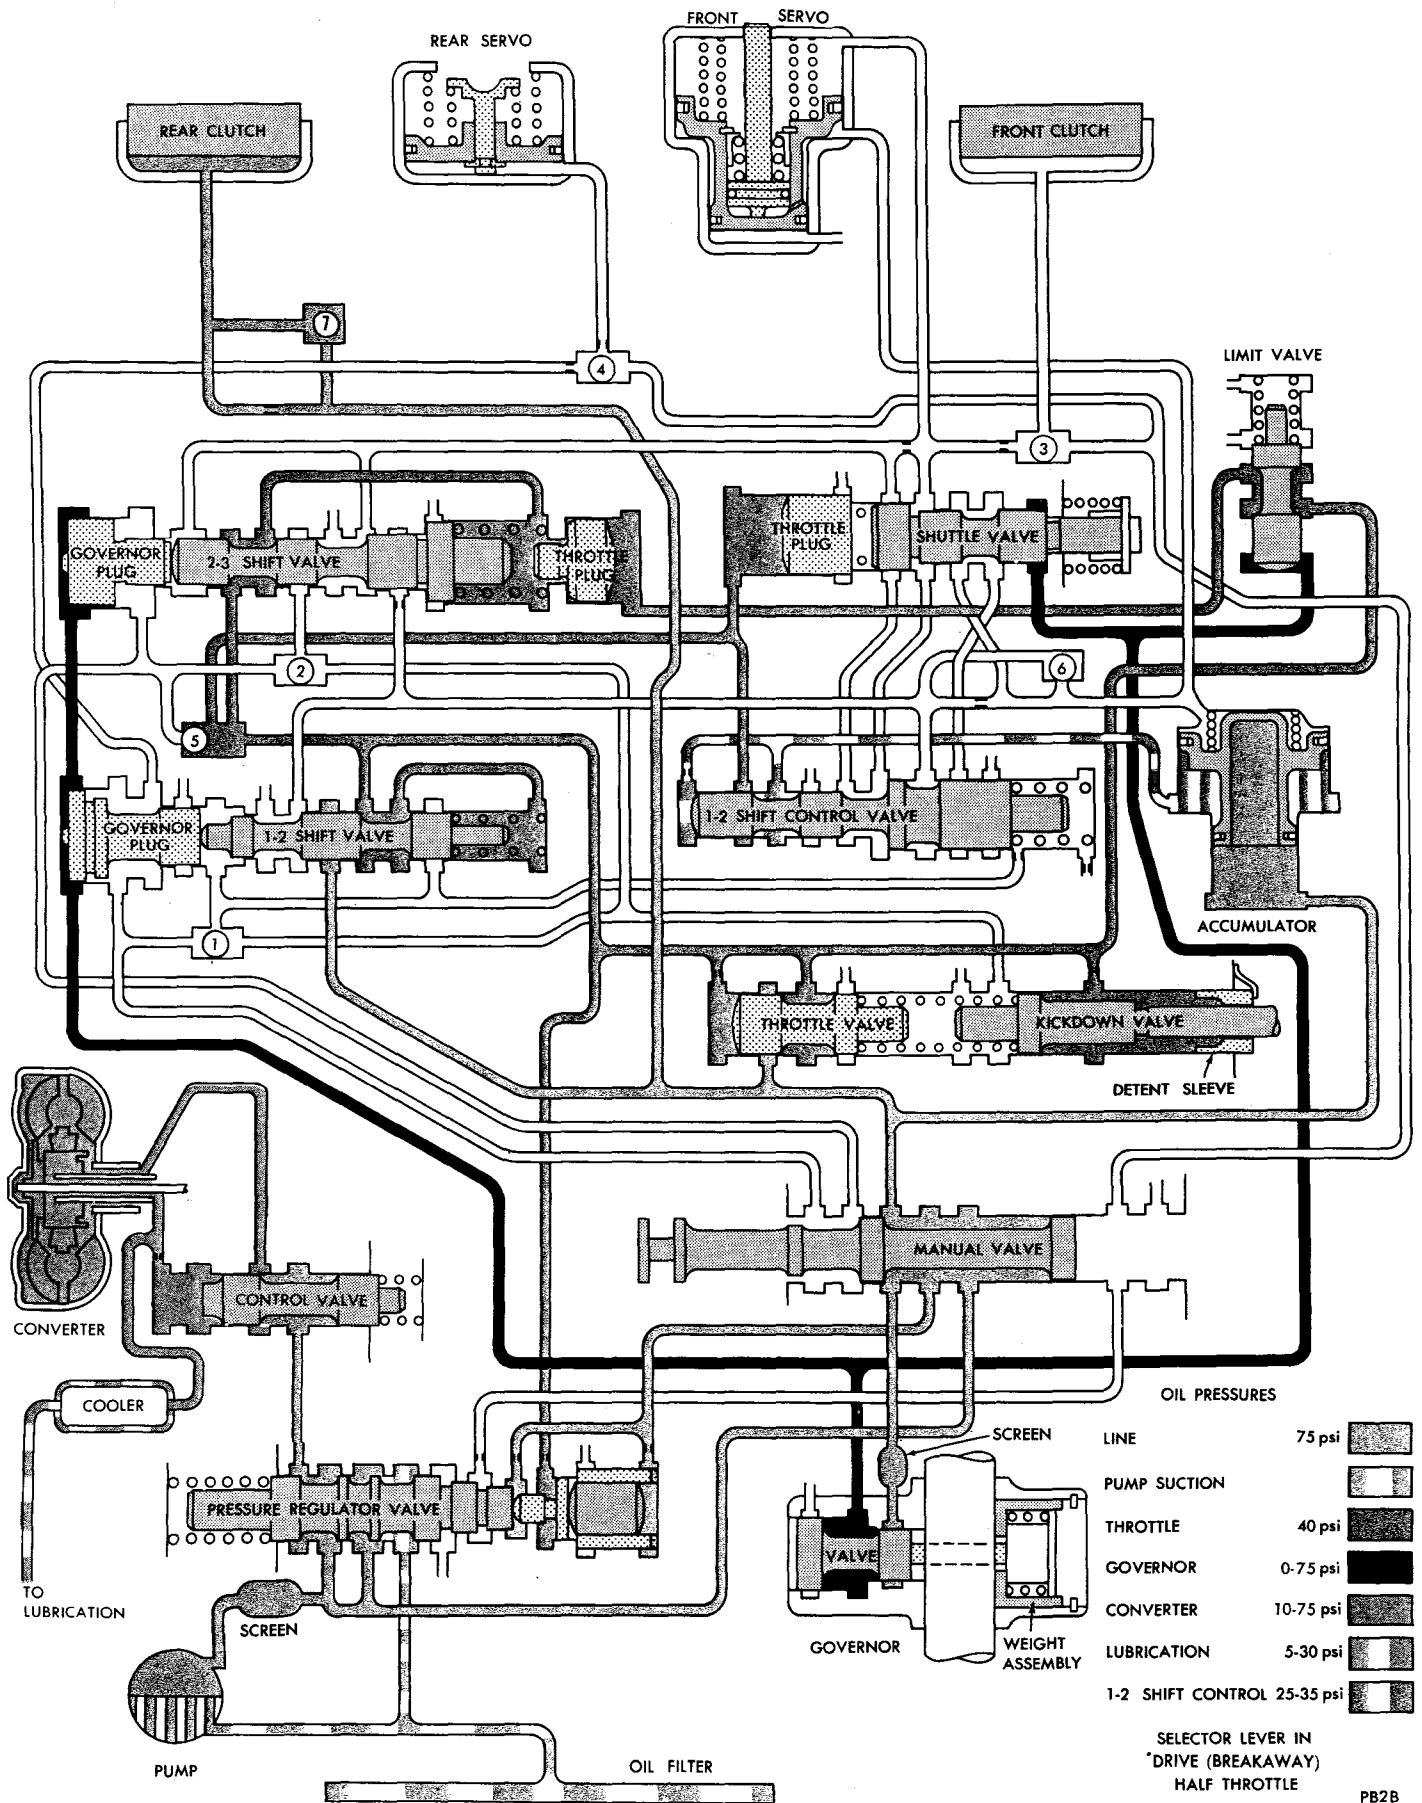 FRONT SERVO
REAR SERVO
REAR CLUTCH
FRONT CLUTCH
7
4
LIMIT VALVE
3
GOVERNOR
PLUG
2-3 SHIFT VALVE
THROTTLE
PLUG
THROTTLE
PLUG
SHUTTLE VALVE
2
6
5
GOVERNOR
PLUG
1-2 SHIFT VALVE
1-2 SHIFT CONTROL VALVE
ACCUMULATOR
1
THROTTLE VALVE
KICKDOWN VALVE
DETENT SLEEVE
MANUAL VALVE
CONTROL VALVE
CONVERTER
COOLER
OIL PRESSURES
SCREEN
LINE 75 psi
PUMP SUCTION
PRESSURE REGULATOR VALVE
THROTTLE 40 psi
VALVE
GOVERNOR 0-75 psi
TO
LUBRICATION
CONVERTER 10-75 psi
SCREEN
GOVERNOR
WEIGHT
ASSEMBLY
LUBRICATION 5-30 psi
1-2 SHIFT CONTROL 25-35 psi
PUMP
OIL FILTER
SELECTOR LEVER IN
DRIVE (BREAKAWAY)
HALF THROTTLE
PB2B